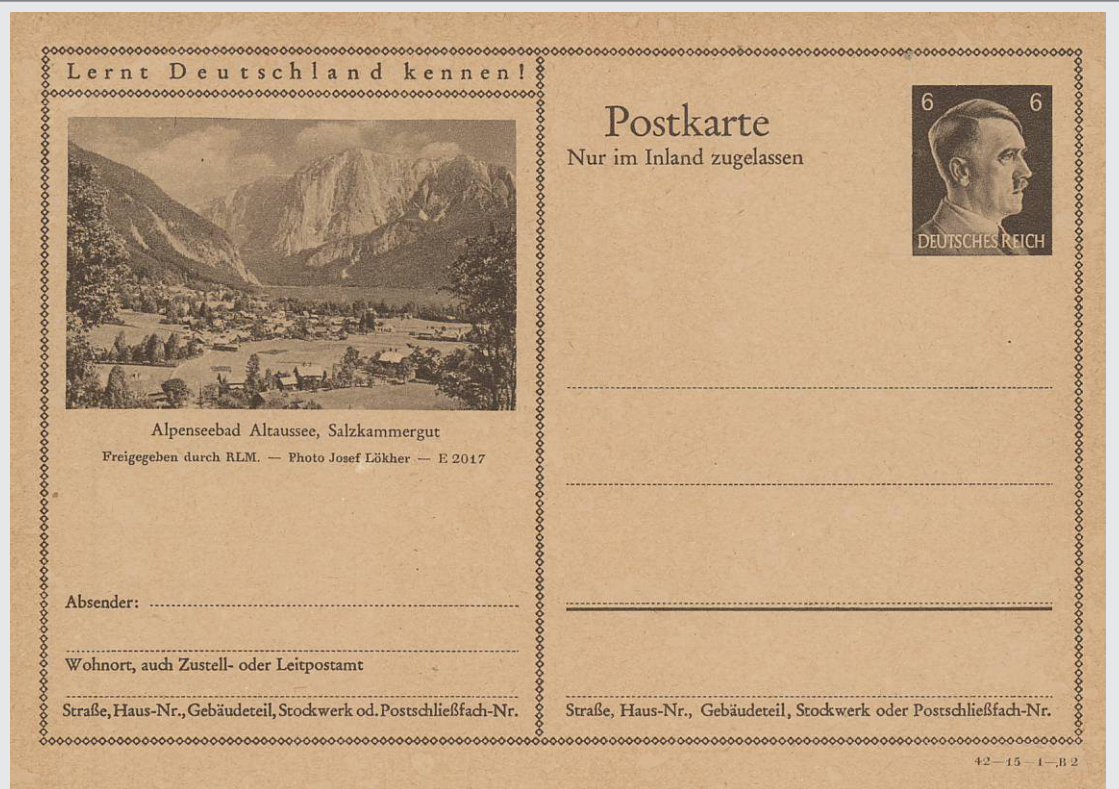 Lernt Deutschland kennen!
Alpenseebad Altaussee, Salzkammergut
Freigegeben durch RLM. — Photo Josef Lökher — E 2017
Absender:
Wohnort, auch Zustell- oder Leitpostamt
Straße, Haus-Nr., Gebäudeteil, Stockwerk od. Postschließfach-Nr.
Postkarte
Nur im Inland zugelassen
6 6
DEUTSCHES REICH
Straße, Haus-Nr., Gebäudeteil, Stockwerk oder Postschließfach-Nr.
42—15—1—B 2